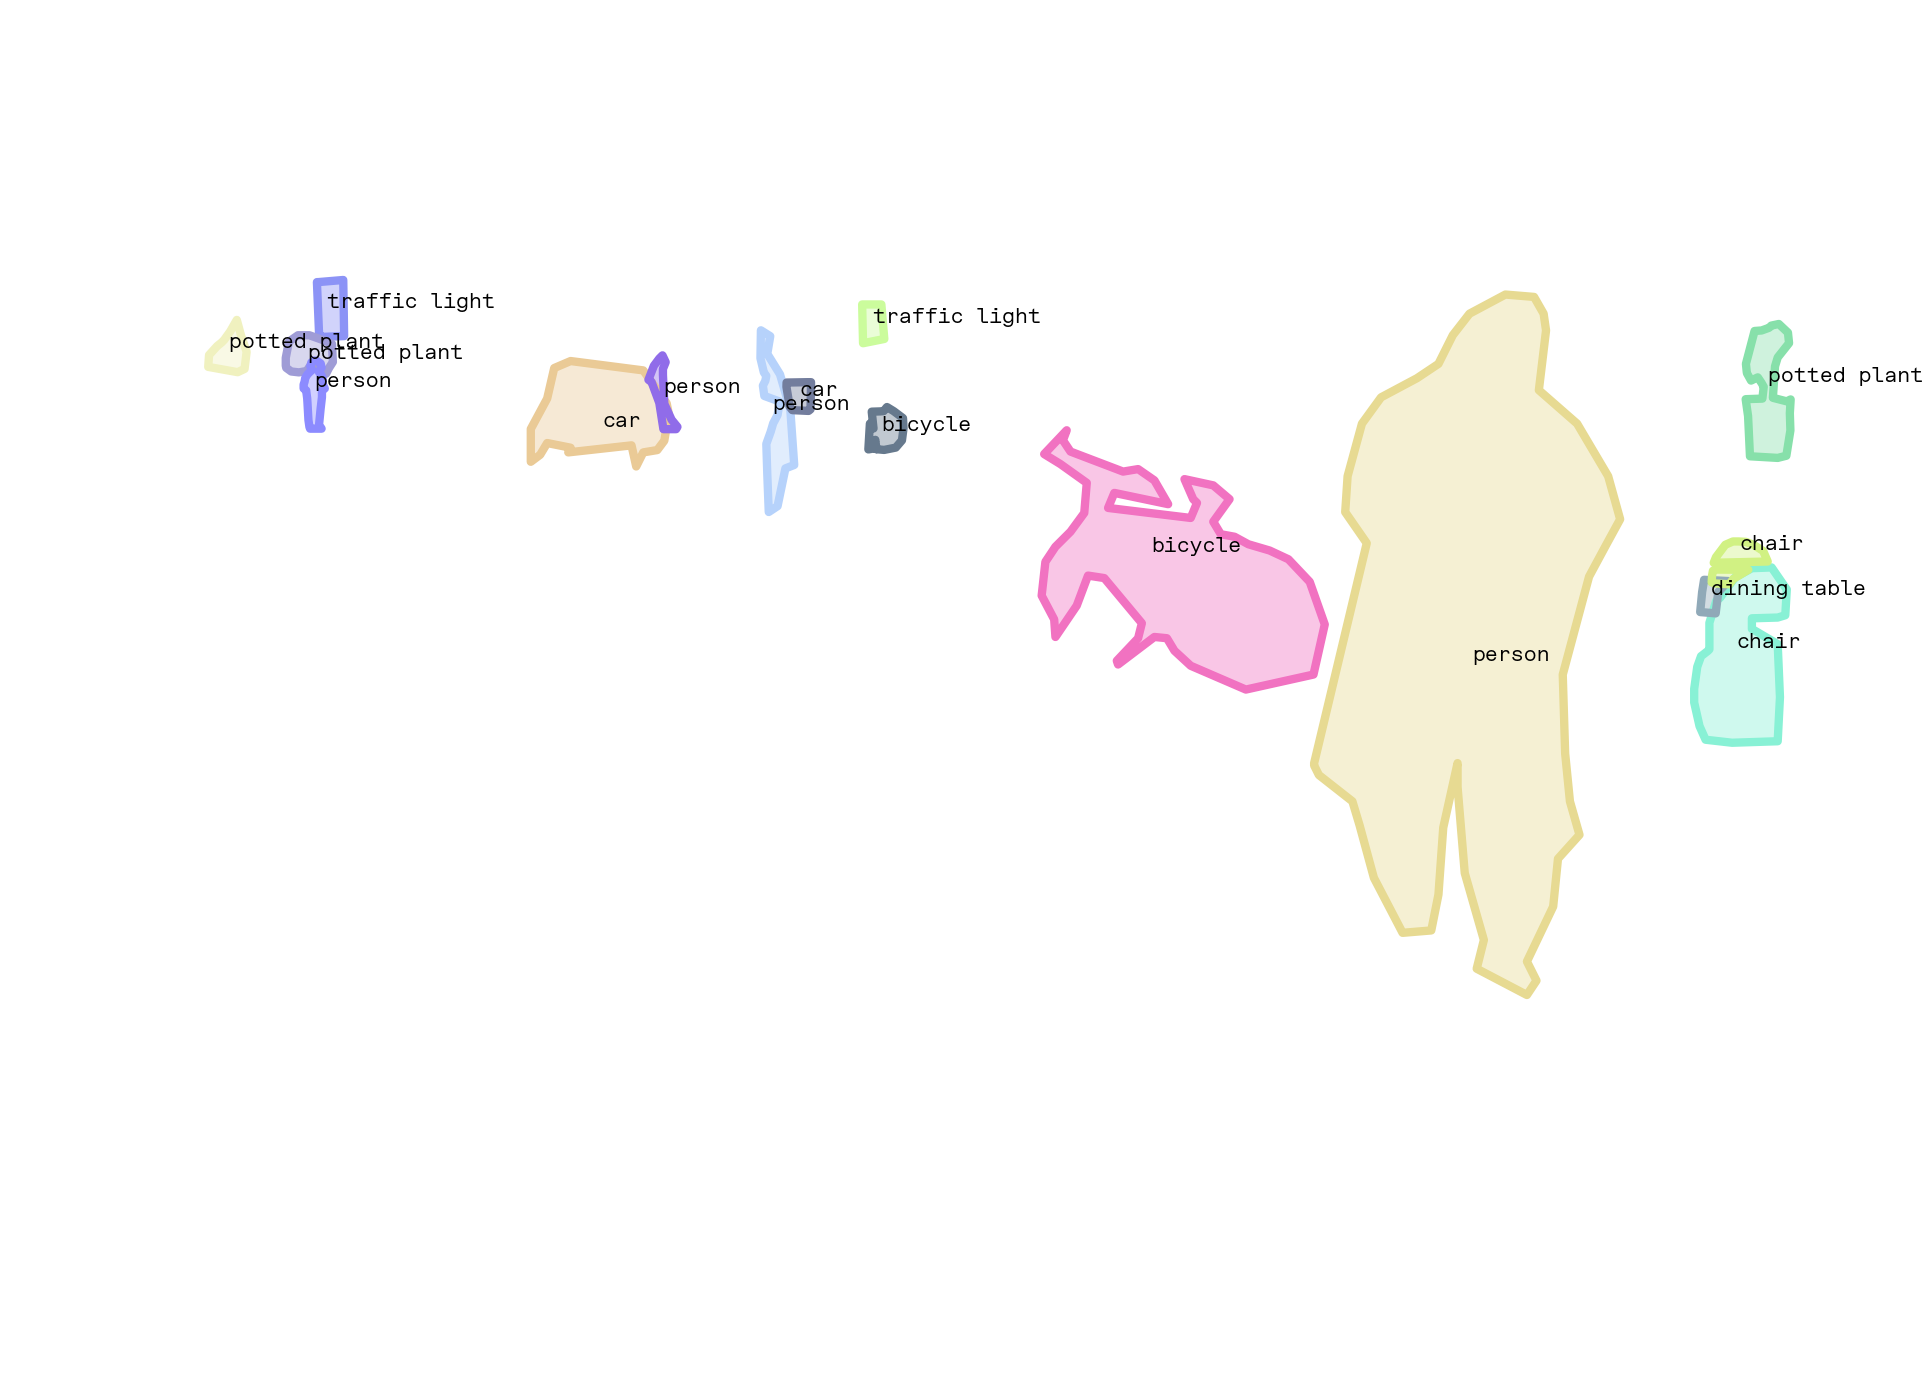 traffic light
traffic light
potted plant
potted plant
person
potted plant
person
car
person
car
bicycle
bicycle
chair
dining table
chair
person